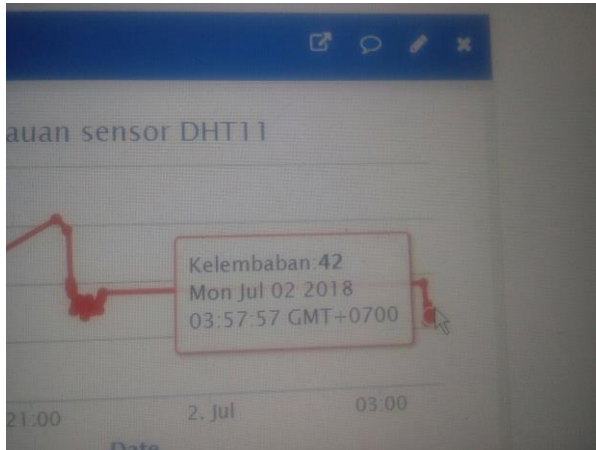 auan sensor DHT11
Kelembaban:42
Mon Jul 02 2018
03:57:57 GMT+0700
21:00
2. Jul
03:00
Date